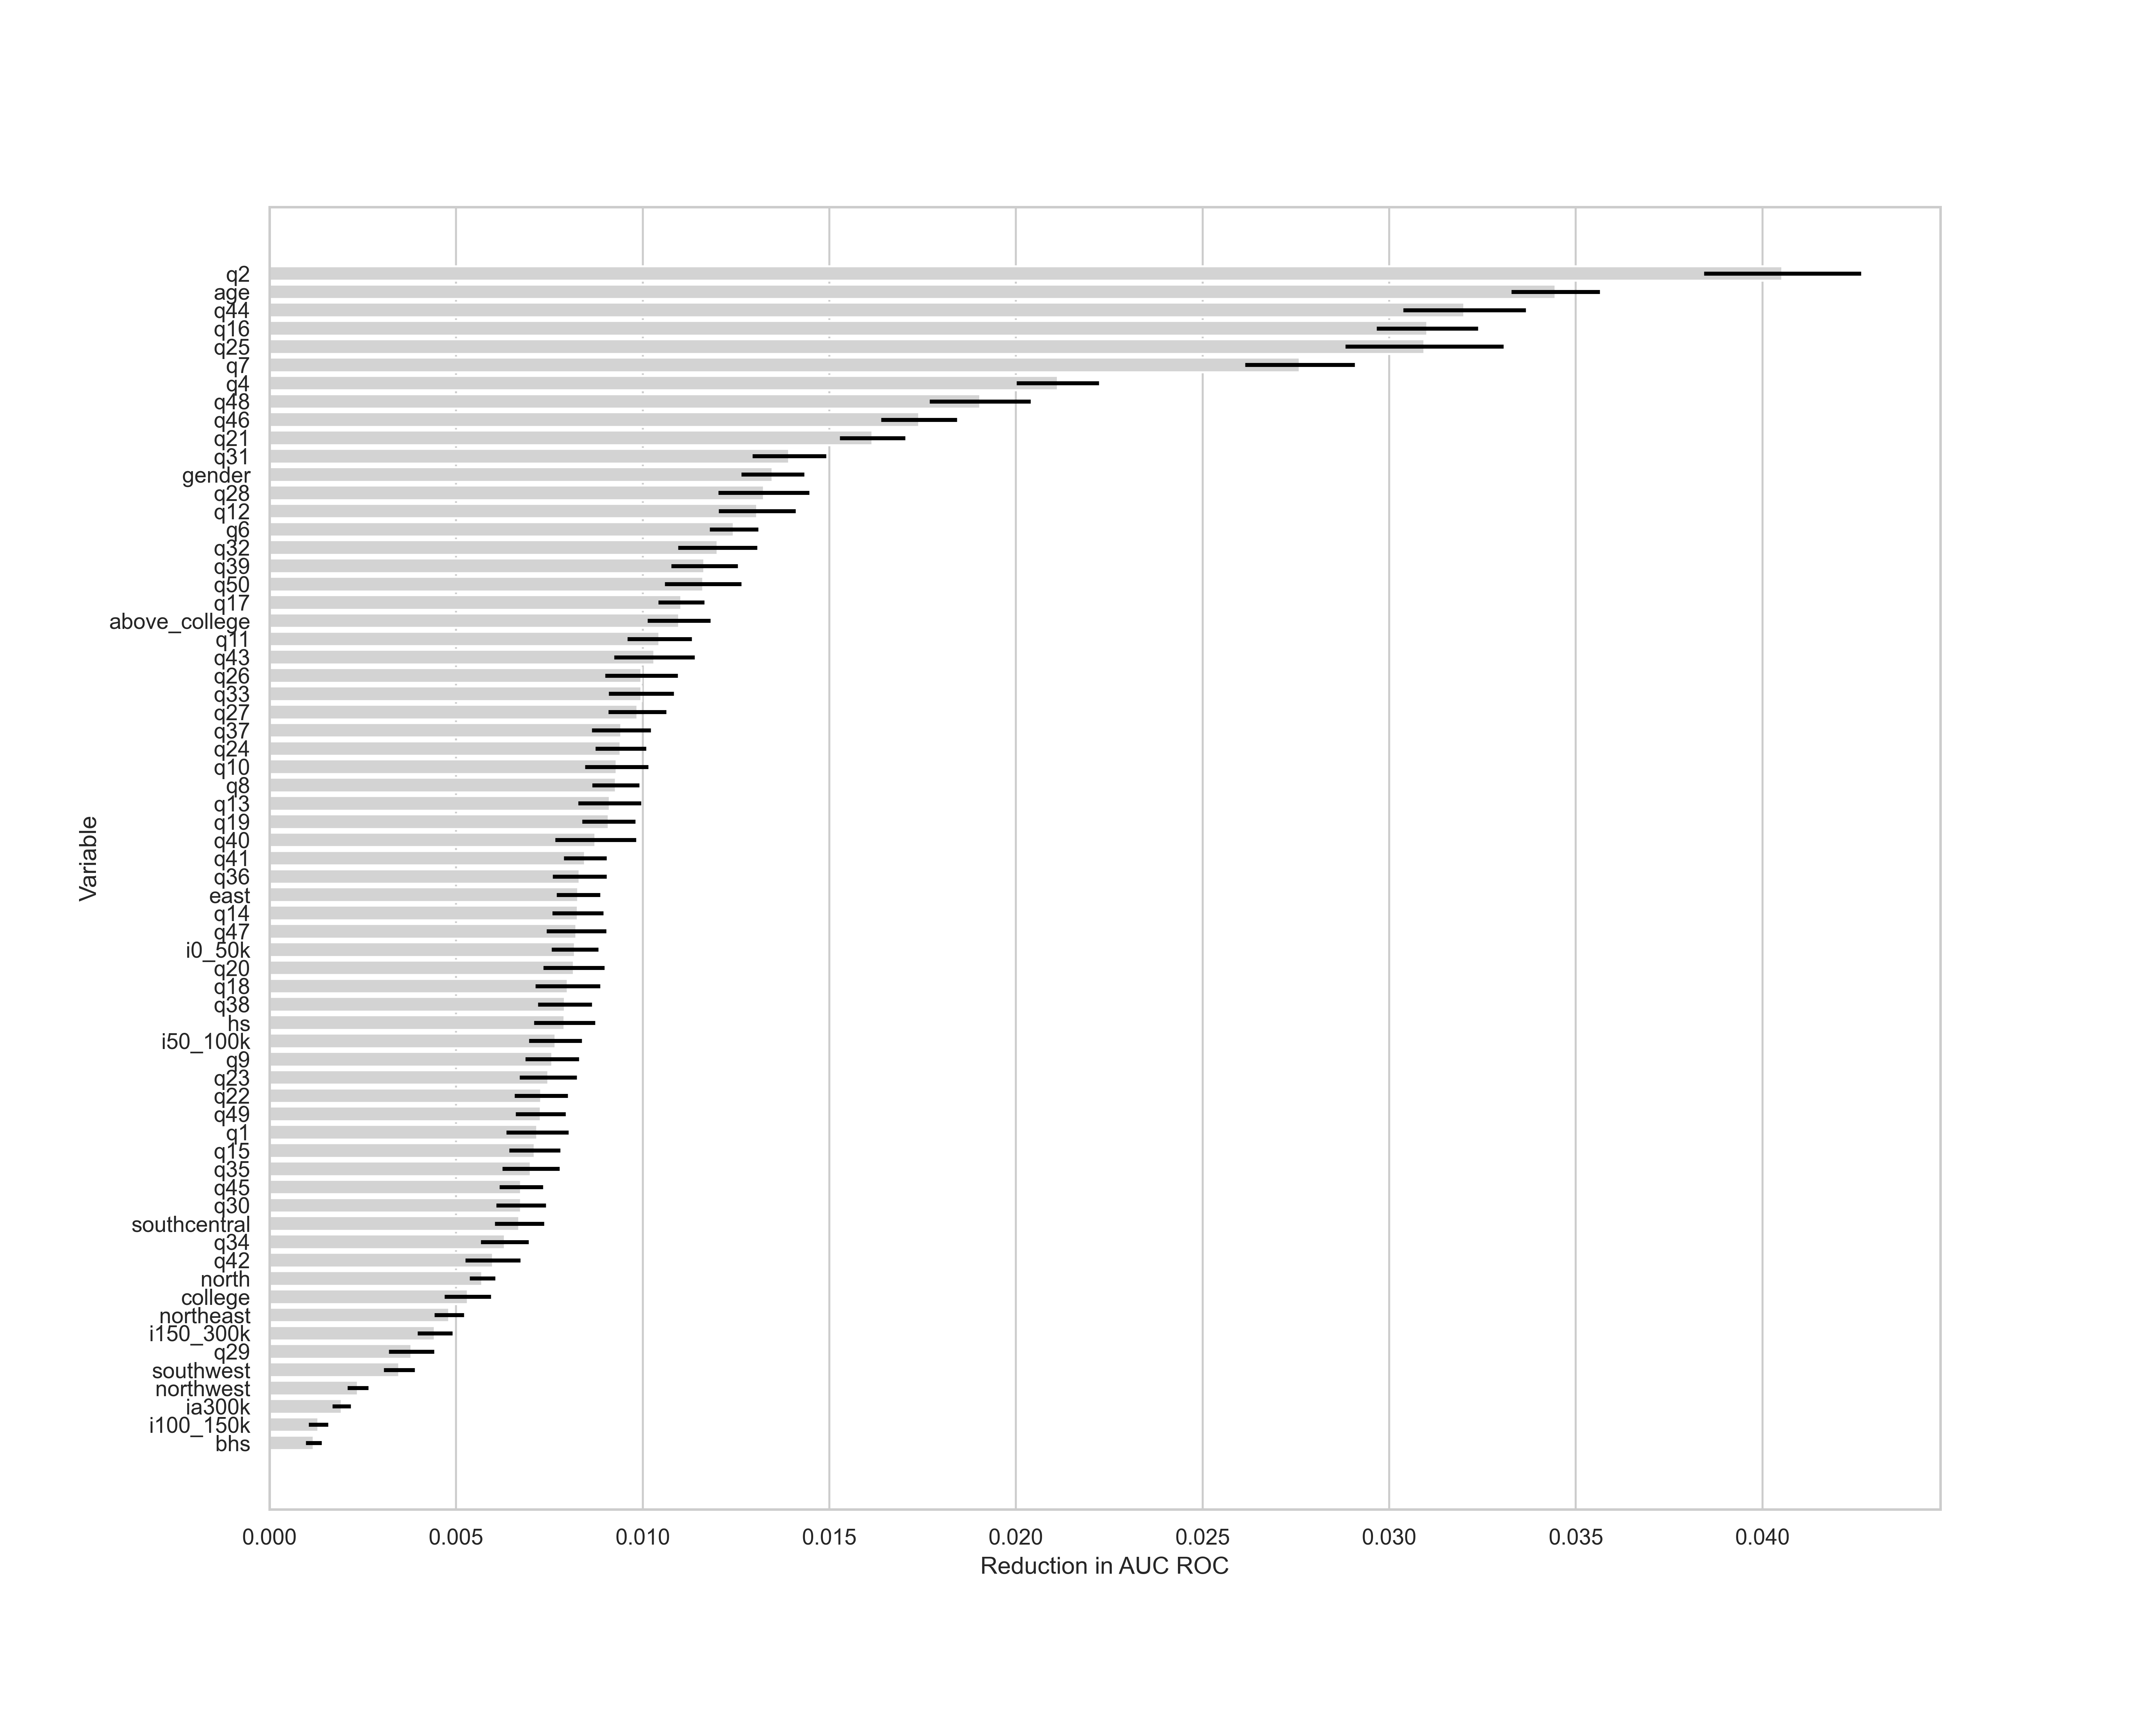 q2
age
q44
q16
q25
q7
q4
q48
q46
q21
q31
gender
q28
q12
q6
q32
q39
q50
q17
above_college
q11
q43
q26
q33
q27
q37
q24
q10
q8
q13
q19
q40
q41
q36
east
q14
q47
i0_50k
q20
q18
q38
hs
i50_100k
q9
q23
q22
q49
q1
q15
q35
q45
q30
southcentral
q34
q42
north
college
northeast
i150_300k
q29
southwest
northwest
ia300k
i100_150k
bhs
Variable
0.000 0.005 0.010 0.015 0.020 0.025 0.030 0.035 0.040
Reduction in AUC ROC